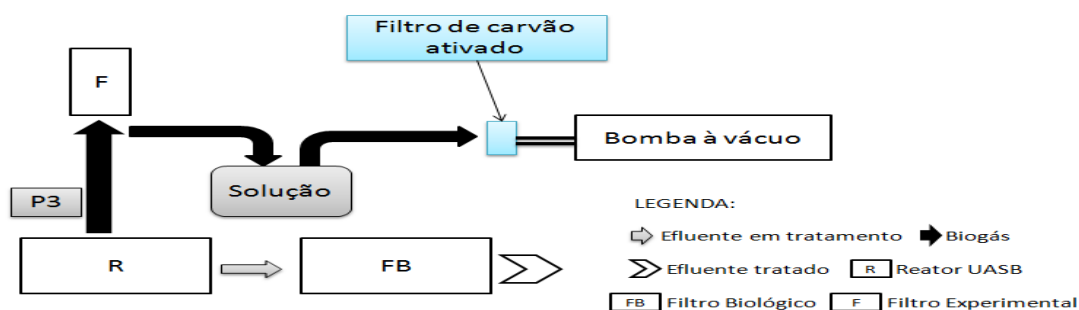 Filtro de carvão
ativado
F
Bomba à vácuo
Solução
P3
LEGENDA:
Efluente em tratamento Biogás
R
FB
Efluente tratado R Reator UASB
FB Filtro Biológico F Filtro Experimental